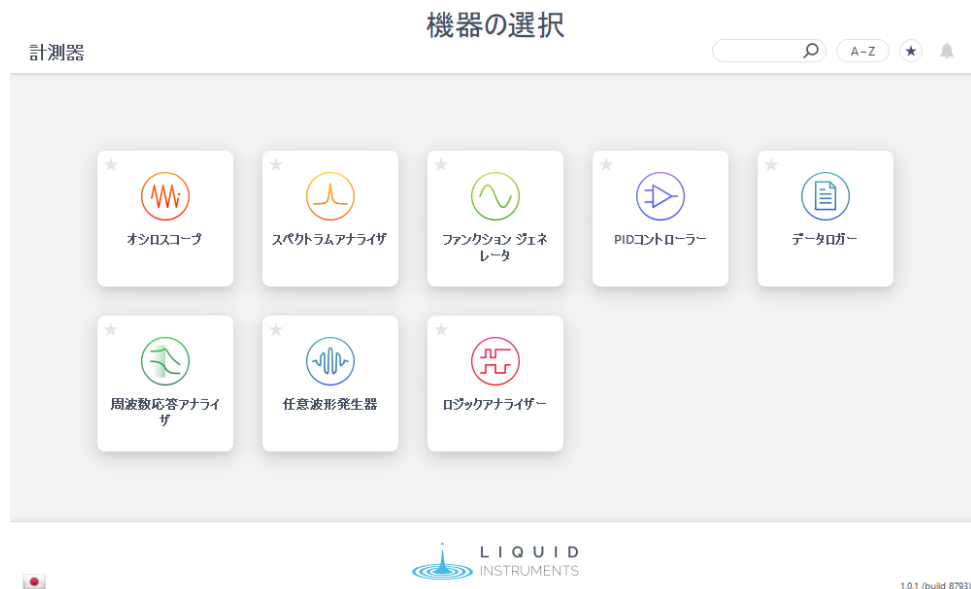 機器の選択
計測器
A-Z
オシロスコープ
スペクトラムアナライザ
ファンクション ジェネ
レータ
PIDコントローラー
データロガー
周波数応答アナライ
ザ
任意波形発生器
ロジックアナライザー
LIQUID
INSTRUMENTS
1.0.1 (build 8793)